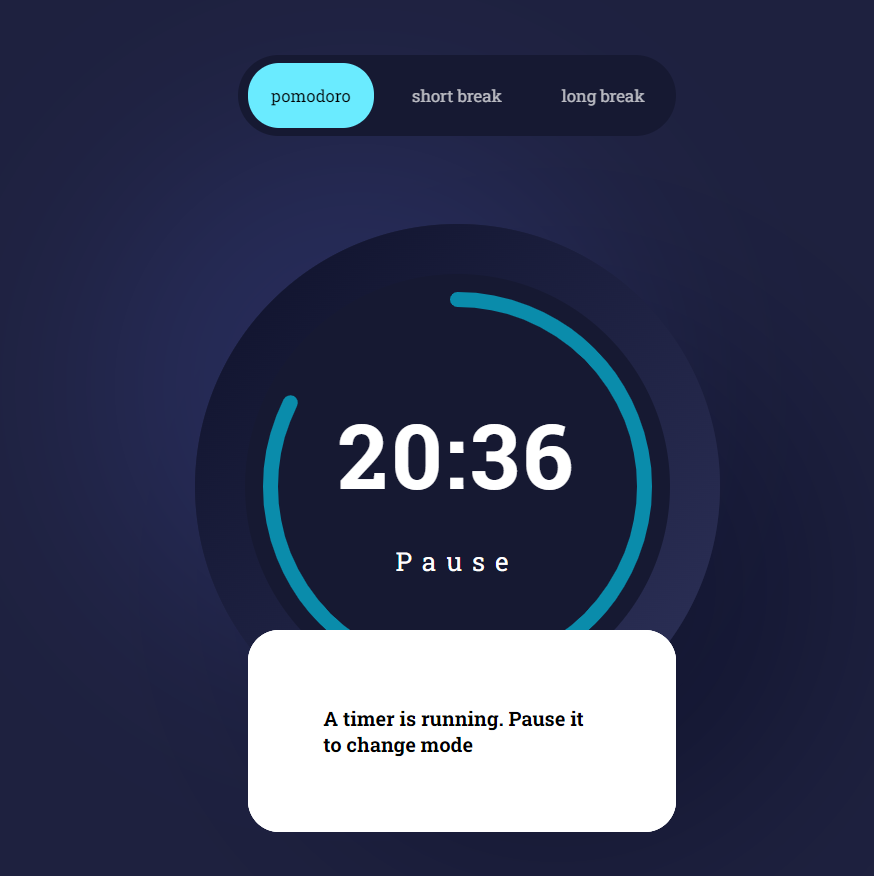 pomodoro short break long break
20:36
Pause
A timer is running. Pause it
to change mode